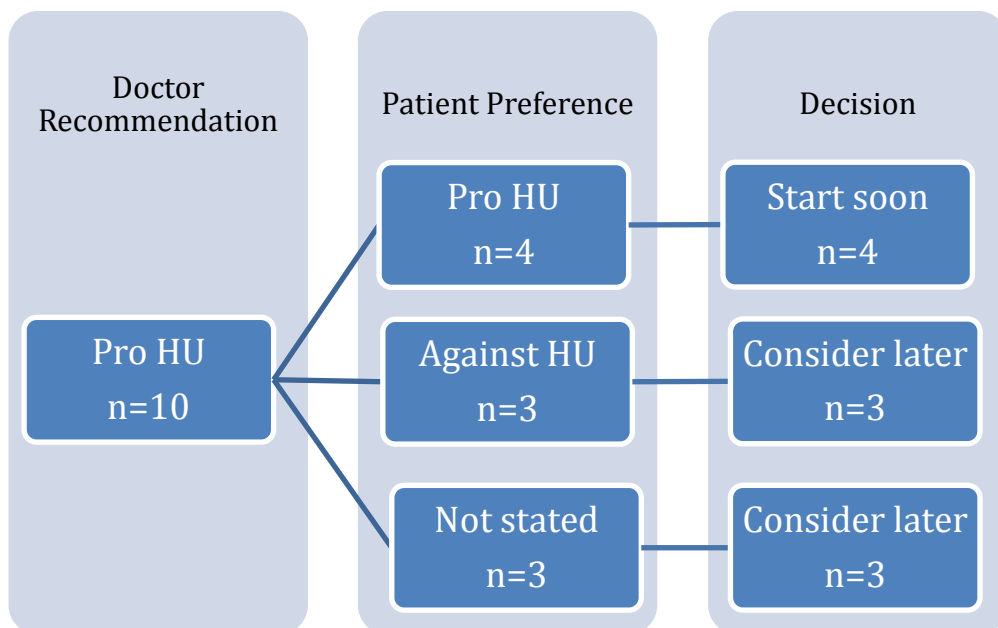 Doctor
Recommendation
Pro HU
n=10
Patient Preference
Pro HU
n=4
Against HU
n=3
Not stated
n=3
Decision
Start soon
n=4
Consider later
n=3
Consider later
n=3